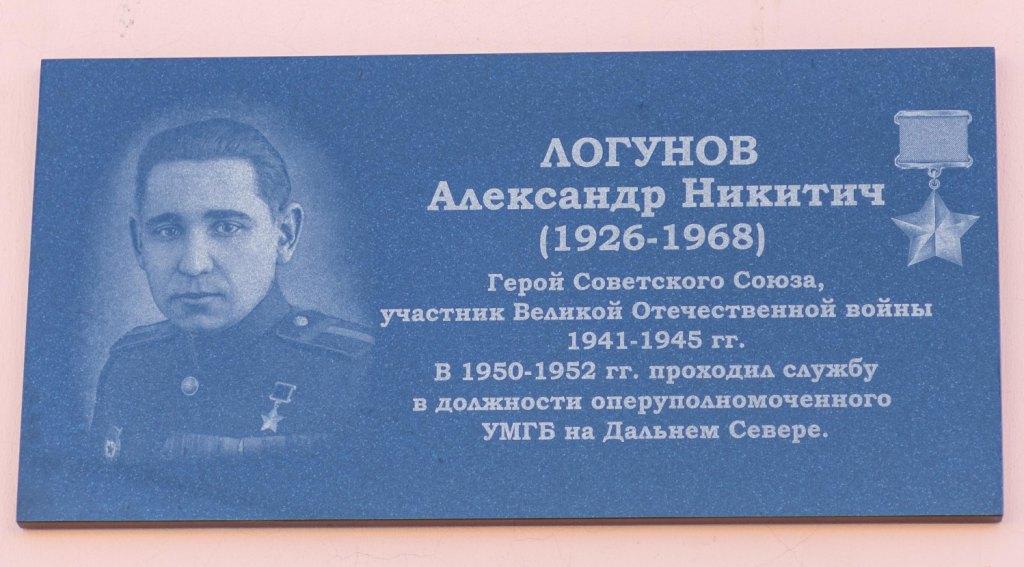 ЛОГУНОВ
Александр Никитич
(1926-1968)
Герой Советского Союза,
участник Великой Отечественной войны
1941-1945 гг.
В 1950-1952 гг. проходил службу
в должности оперуполномоченного
УМГБ на Дальнем Севере.